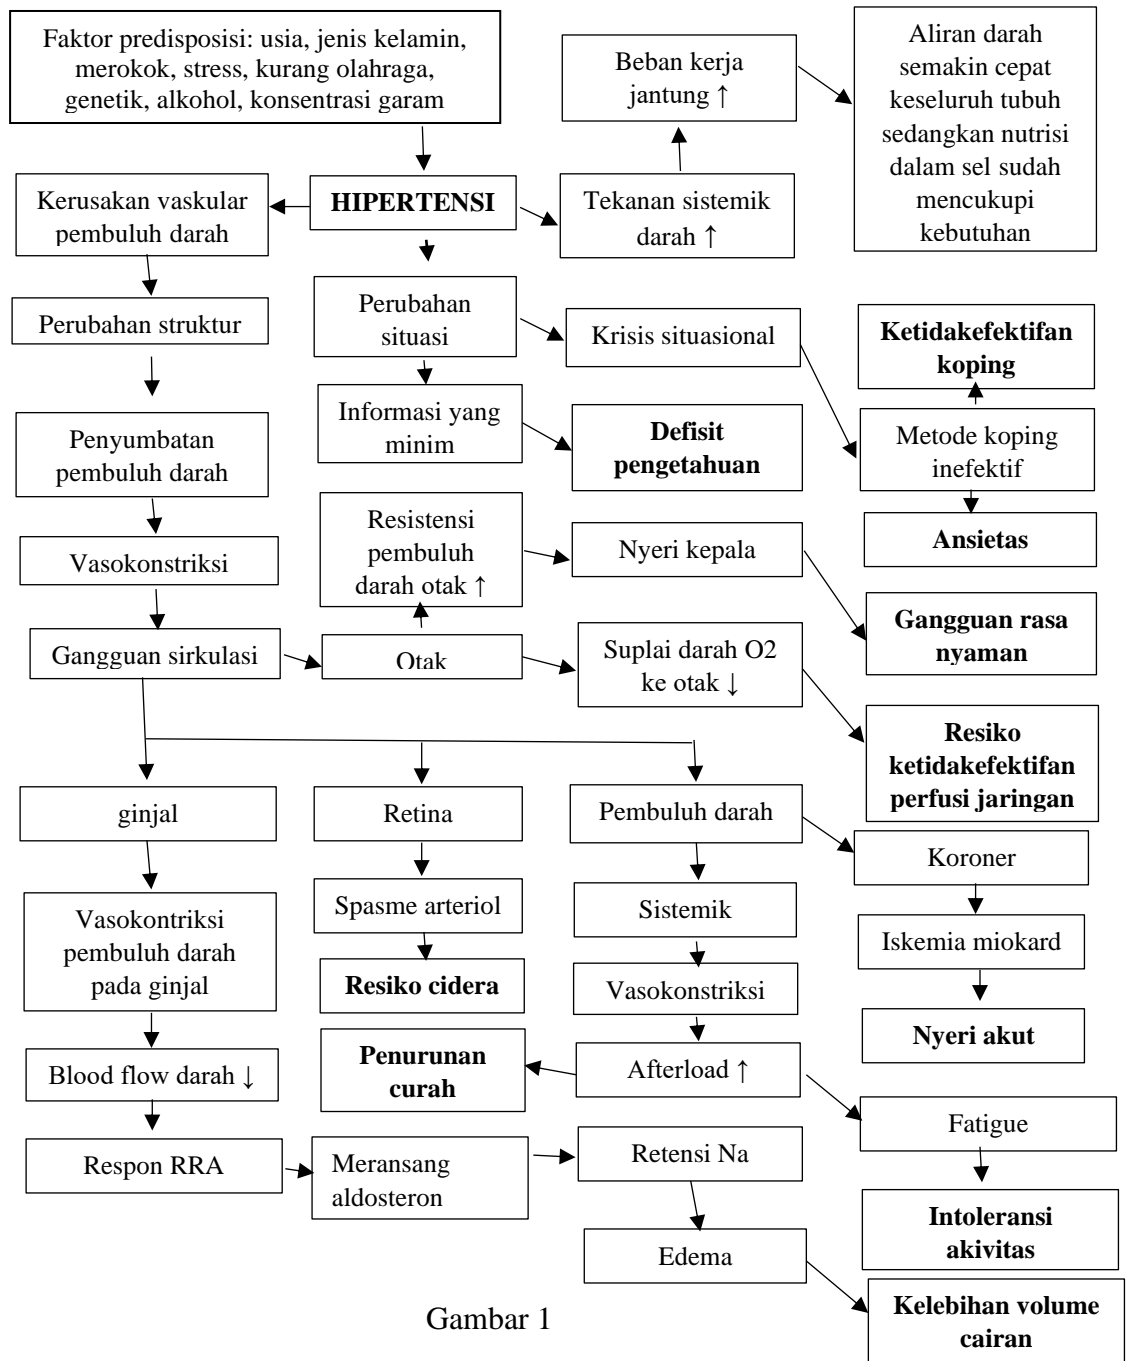 Faktor predisposisi: usia, jenis kelamin,
merokok, stress, kurang olahraga,
genetik, alkohol, konsentrasi garam
Beban kerja
jantung ↑
Aliran darah
semakin cepat
keseluruh tubuh
sedangkan nutrisi
dalam sel sudah
mencukupi
kebutuhan
Kerusakan vaskular
pembuluh darah
HIPERTENSI
Tekanan sistemik
darah ↑
Perubahan struktur
Perubahan
situasi
Krisis situasional
Ketidakefektifan
koping
Penyumbatan
pembuluh darah
Informasi yang
minim
Defisit
pengetahuan
Metode koping
inefektif
Vasokonstriksi
Resistensi
pembuluh
darah otak ↑
Nyeri kepala
Ansietas
Gangguan sirkulasi
Otak
Suplai darah O2
ke otak ↓
Gangguan rasa
nyaman
Resiko
ketidakefektifan
perfusi jaringan
ginjal
Retina
Pembuluh darah
Koroner
Vasokontriksi
pembuluh darah
pada ginjal
Spasme arteriol
Sistemik
Iskemia miokard
Resiko cidera
Vasokonstriksi
Nyeri akut
Blood flow darah ↓
Penurunan
curah
Afterload ↑
Fatigue
Respon RRA
Meransang
aldosteron
Retensi Na
Intoleransi
akivitas
Edema
Kelebihan volume
cairan
Gambar 1